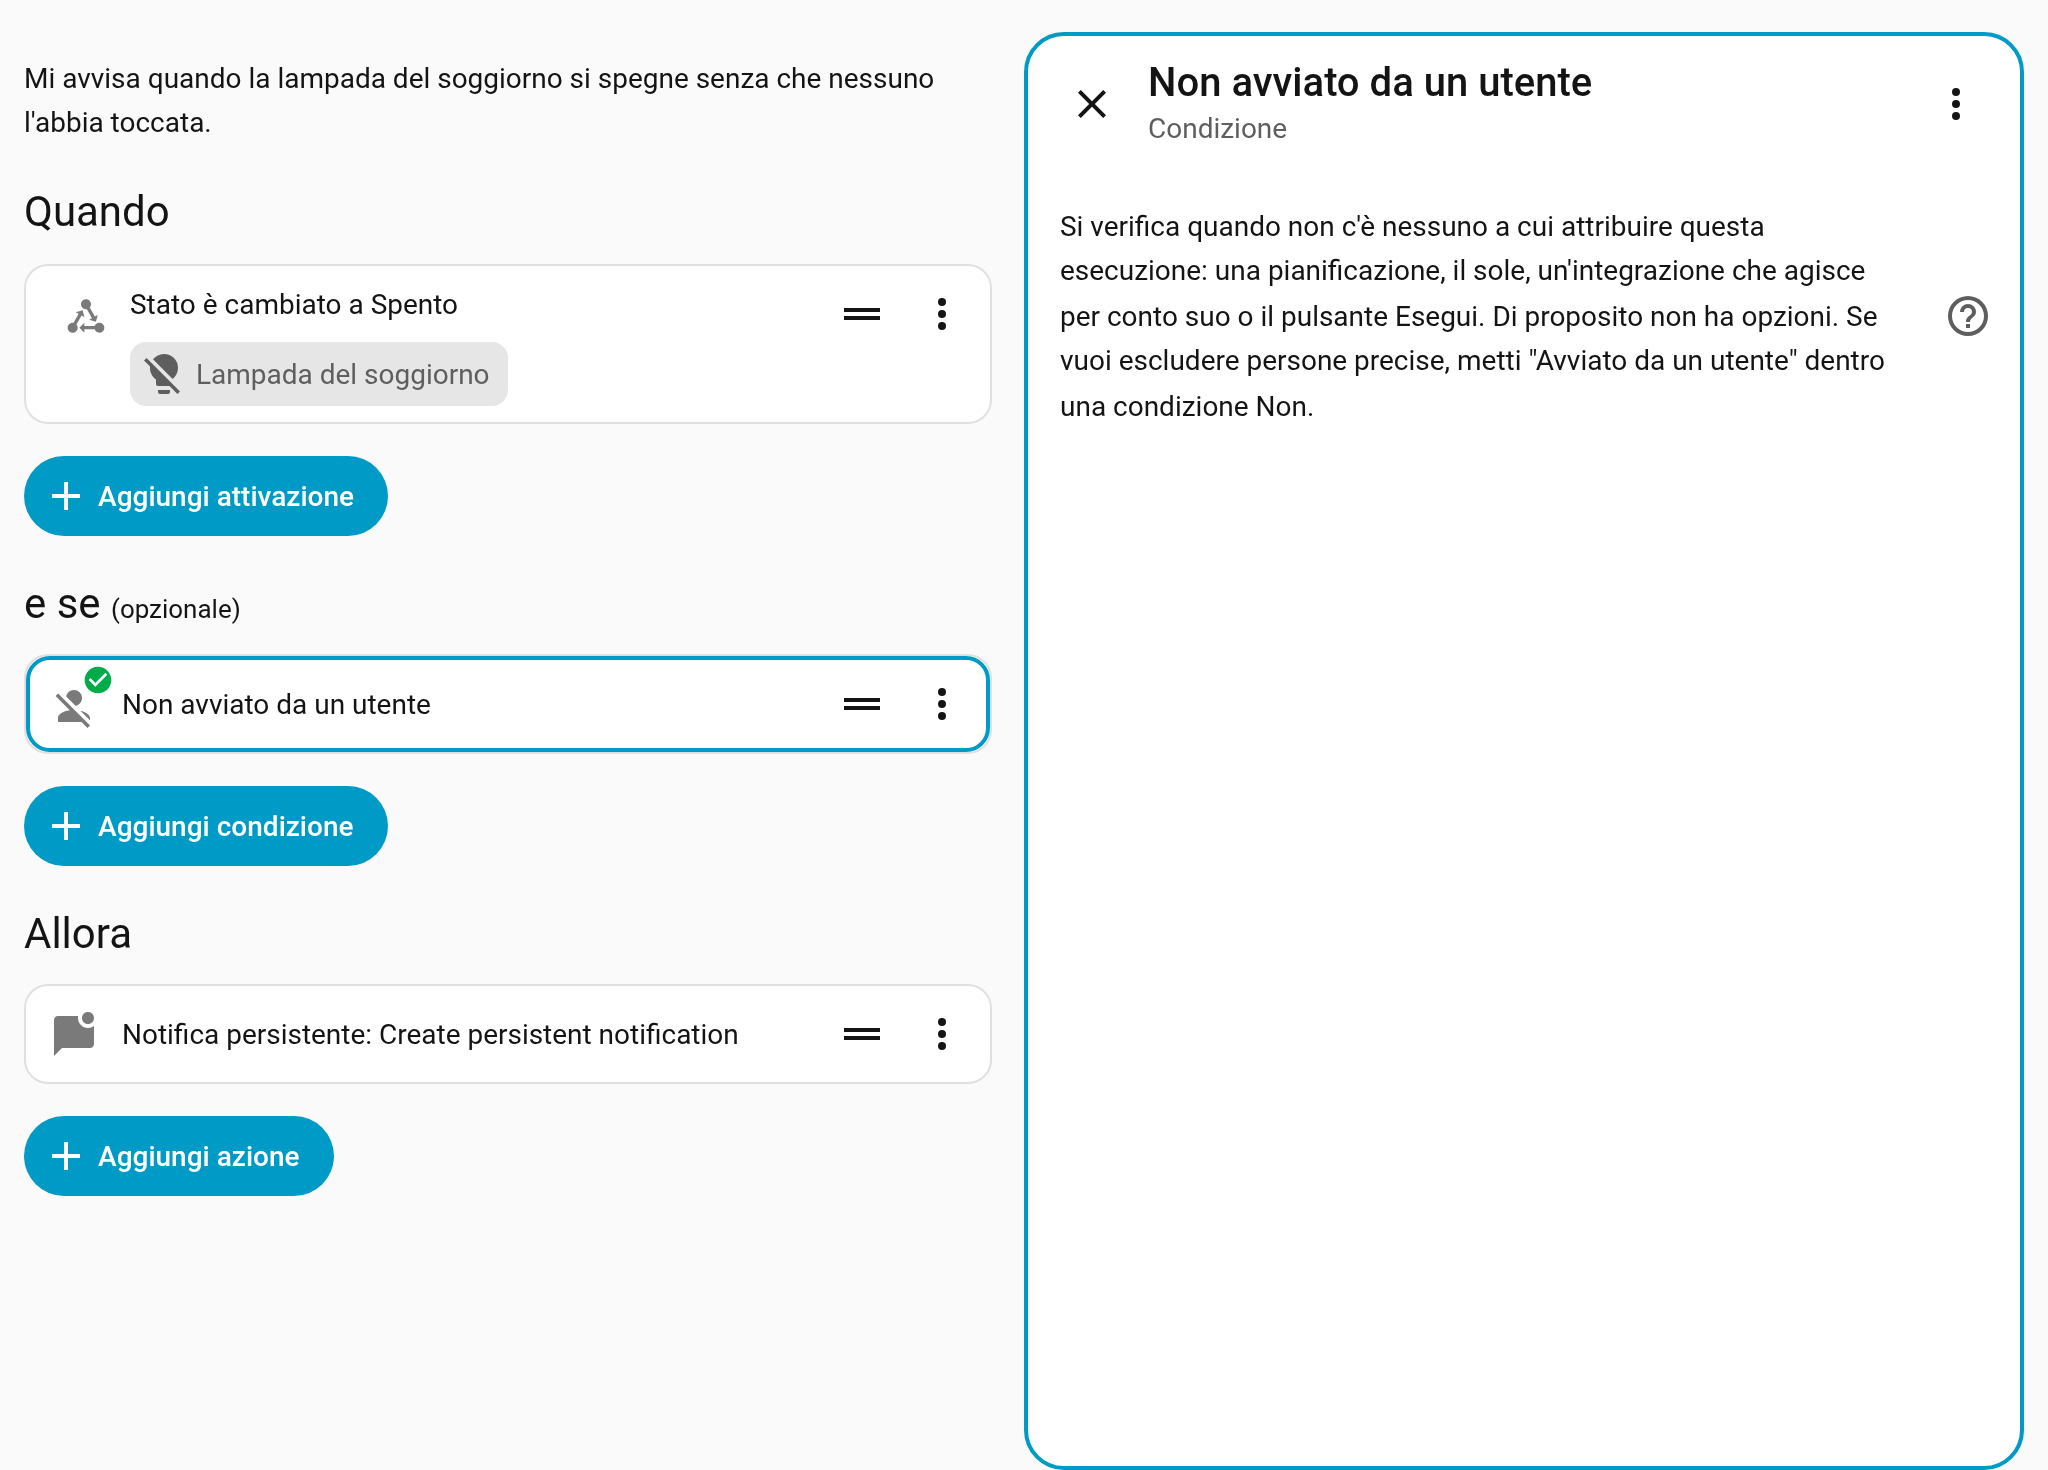 Mi avvisa quando la lampada del soggiorno si spegne senza che nessuno
l'abbia toccata.
Quando
Stato è cambiato a Spento
Lampada del soggiorno
Aggiungi attivazione
e se (opzionale)
Non avviato da un utente
Aggiungi condizione
Allora
Notifica persistente: Create persistent notification
Aggiungi azione
Non avviato da un utente
Condizione
Si verifica quando non c'è nessuno a cui attribuire questa
esecuzione: una pianificazione, il sole, un'integrazione che agisce
per conto suo o il pulsante Esegui. Di proposito non ha opzioni. Se
vuoi escludere persone precise, metti "Avviato da un utente" dentro
una condizione Non.